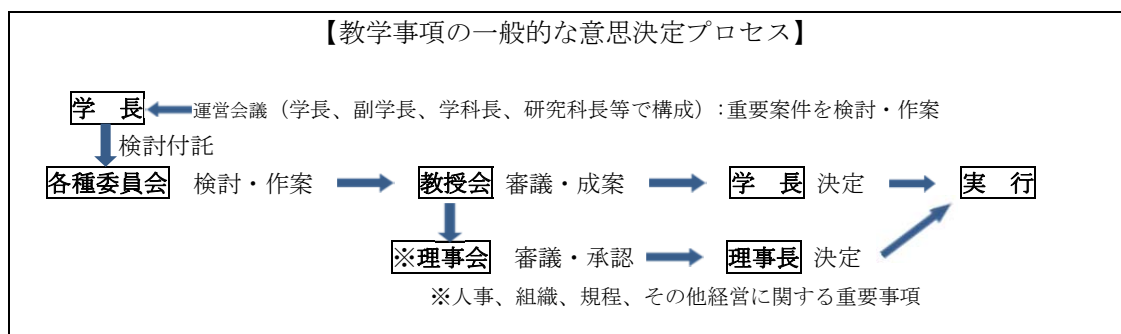 【教学事項の一般的な意思決定プロセス】
学　長 運営会議（学長、副学長、学科長、研究科長等で構成）：重要案件を検討・作案
検討付託
各種委員会 検討・作案 教授会 審議・成案 学　長 決定 実　行
※理事会 審議・承認 理事長 決定
※人事、組織、規程、その他経営に関する重要事項